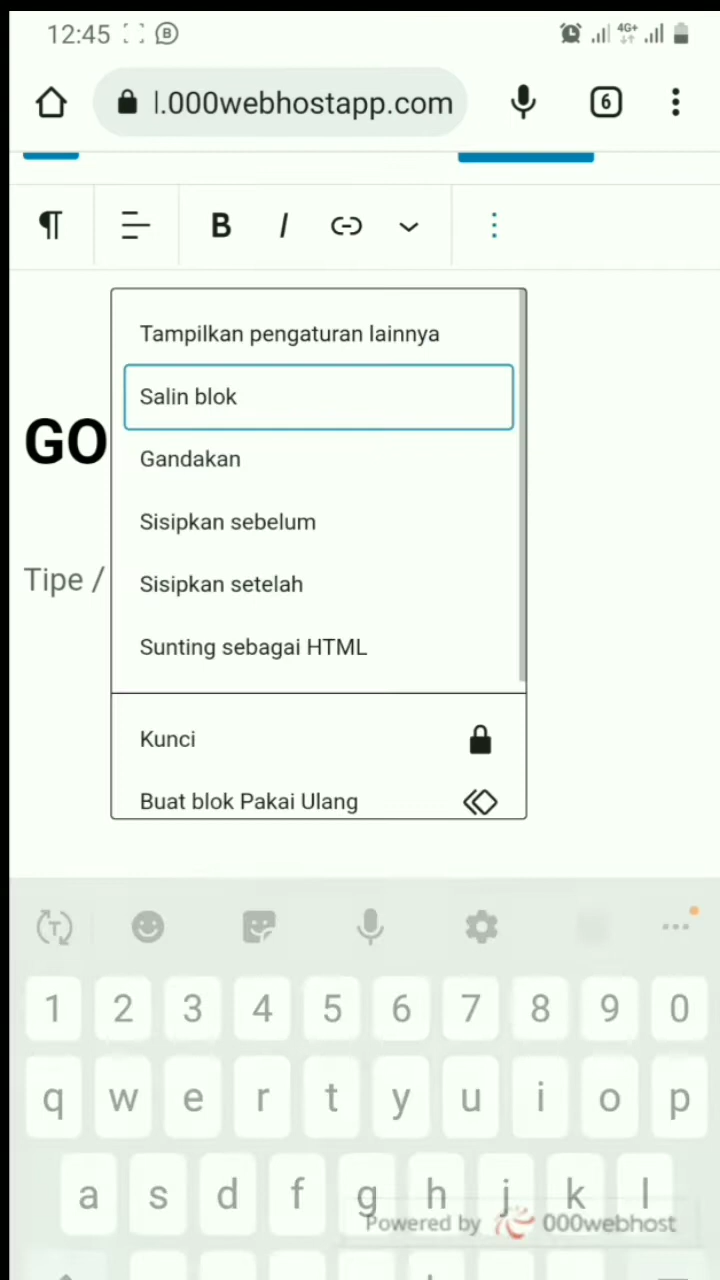 12:45
4G+
l.000webhostapp.com
6
B I
Tampilkan pengaturan lainnya
Salin blok
GO
Gandakan
Sisipkan sebelum
Tipe /
Sisipkan setelah
Sunting sebagai HTML
Kunci
Buat blok Pakai Ulang
1 2 3 4 5 6 7 8 9 0
q w e r t y u i o p
a s d f g h j k l
Powered by 000webhost